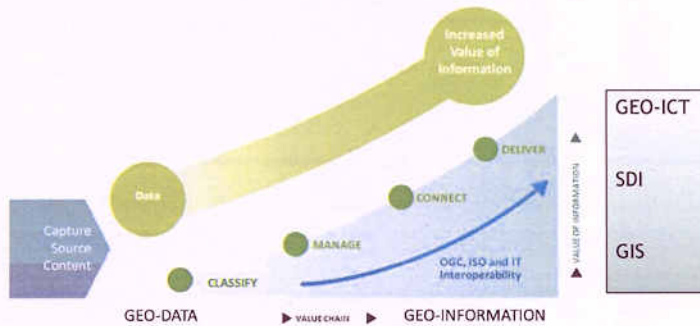 Increased
Value of
Information
GEO-ICT
DELIVER
Data
SDI
CONNECT
VALUE OF INFORMATION
Capture
Source
Content
MANAGE
OGC, ISO and IT
Interoperability
GIS
CLASSIFY
GEO-DATA
VALUE CHAIN
GEO-INFORMATION